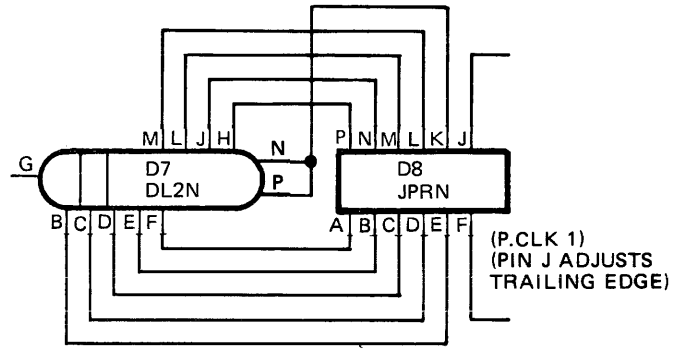 M L J H P N M L K J
G D7 N D8
DL2N P JPRN
B C D E F A B C D E F
(P.CLK 1)
(PIN J ADJUSTS
TRAILING EDGE)